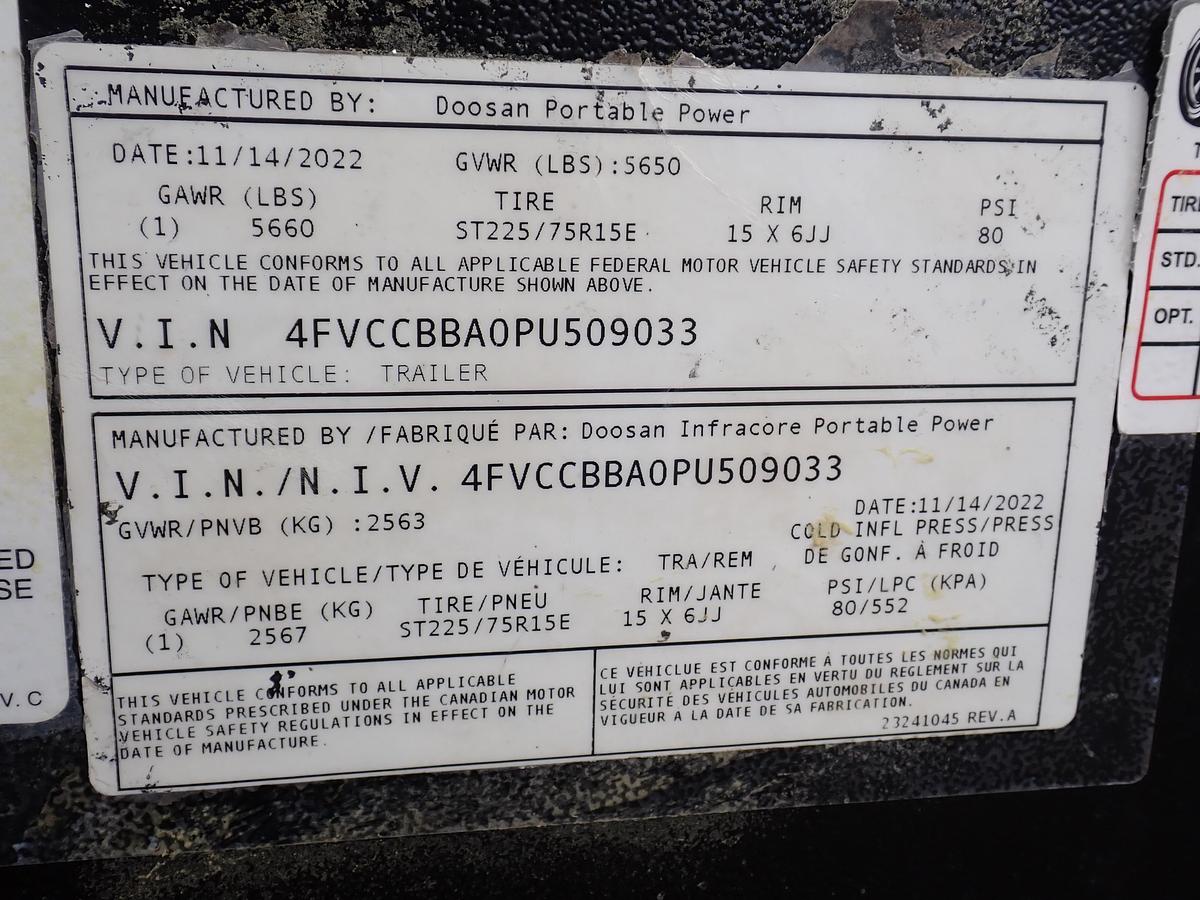 MANUFACTURED BY: Doosan Portable Power
DATE:11/14/2022 GVWR (LBS):5650
GAWR (LBS) TIRE RIM PSI
(1) 5660 ST225/75R15E 15 X 6JJ 80
THIS VEHICLE CONFORMS TO ALL APPLICABLE FEDERAL MOTOR VEHICLE SAFETY STANDARDS IN
EFFECT ON THE DATE OF MANUFACTURE SHOWN ABOVE.
V.I.N 4FVCCBBA0PU509033
TYPE OF VEHICLE: TRAILER
MANUFACTURED BY /FABRIQUÉ PAR: Doosan Infracore Portable Power
V.I.N./N.I.V. 4FVCCBBA0PU509033
DATE:11/14/2022
GVWR/PNVB (KG) :2563
COLD INFL PRESS/PRESS
DE GONF. À FROID
TYPE OF VEHICLE/TYPE DE VÉHICULE: TRA/REM
GAWR/PNBE (KG) TIRE/PNEU RIM/JANTE PSI/LPC (KPA)
(1) 2567 ST225/75R15E 15 X 6JJ 80/552
THIS VEHICLE CONFORMS TO ALL APPLICABLE
STANDARDS PRESCRIBED UNDER THE CANADIAN MOTOR
VEHICLE SAFETY REGULATIONS IN EFFECT ON THE
DATE OF MANUFACTURE.
CE VÉHICLUE EST CONFORME À TOUTES LES NORMES QUI
LUI SONT APPLICABLES EN VERTU DU REGLEMENT SUR LA
SÉCURITÉ DES VÉHICULES AUTOMOBILES DU CANADA EN
VIGUEUR A LA DATE DE SA FABRICATION.
23241045 REV.A
ED
SE
V. C
TIRE
STD.
OPT.